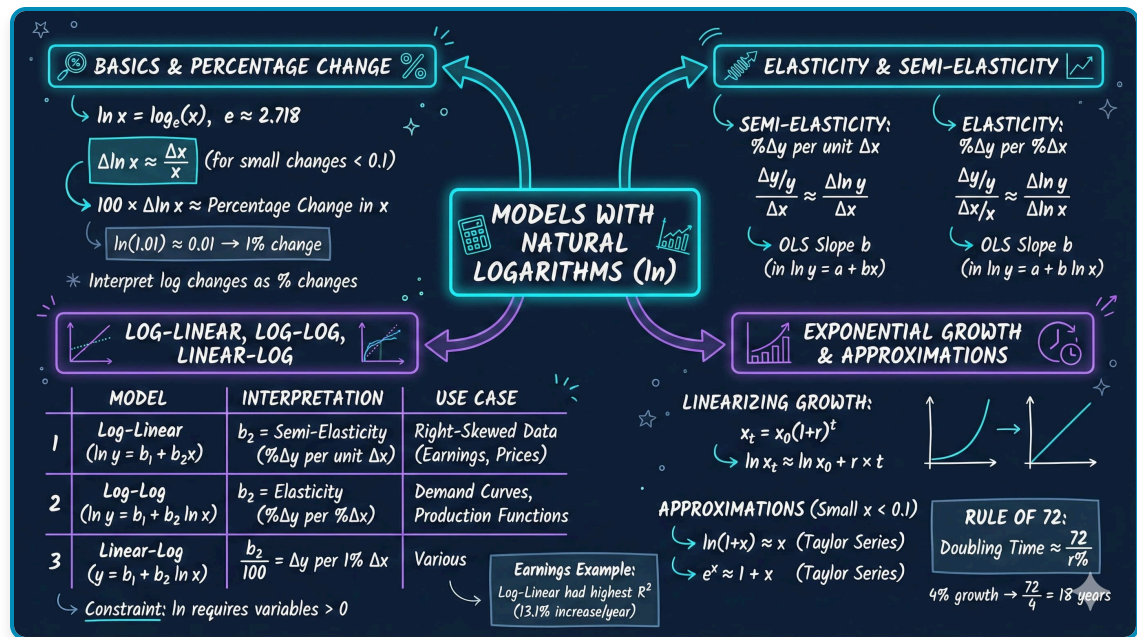 BASICS & PERCENTAGE CHANGE
%
ln x = logₑ(x), e ≈ 2.718
Δln x ≈ Δx/x (for small changes < 0.1)
100 × Δln x ≈ Percentage Change in x
ln(1.01) ≈ 0.01 → 1% change
Interpret log changes as % changes
ELASTICITY & SEMI-ELASTICITY
SEMI-ELASTICITY:
%Δy per unit Δx
Δy/y / Δx ≈ Δln y / Δx
OLS Slope b
(in ln y = a + bx)
ELASTICITY:
%Δy per %Δx
Δy/y / Δx/x ≈ Δln y / Δln x
OLS Slope b
(in ln y = a + b ln x)
MODELS WITH
NATURAL
LOGARITHMS (ln)
LOG-LINEAR, LOG-LOG,
LINEAR-LOG
MODEL INTERPRETATION USE CASE
1 Log-Linear
(ln y = b₁ + b₂x)
b₂ = Semi-Elasticity
(%Δy per unit Δx)
Right-Skewed Data
(Earnings, Prices)
2 Log-Log
(ln y = b₁ + b₂ ln x)
b₂ = Elasticity
(%Δy per %Δx)
Demand Curves,
Production Functions
3 Linear-Log
(y = b₁ + b₂ ln x)
b₂/100 = Δy per 1% Δx
Various
Constraint: ln requires variables > 0
Earnings Example:
Log-Linear had highest R²
(13.1% increase/year)
EXPONENTIAL GROWTH
& APPROXIMATIONS
LINEARIZING GROWTH:
xₜ = x₀(1+r)ᵗ
ln xₜ ≈ ln x₀ + r × t
APPROXIMATIONS (Small x < 0.1)
ln(1+x) ≈ x (Taylor Series)
eˣ ≈ 1 + x (Taylor Series)
RULE OF 72:
Doubling Time ≈ 72/r%
4% growth → 72/4 = 18 years